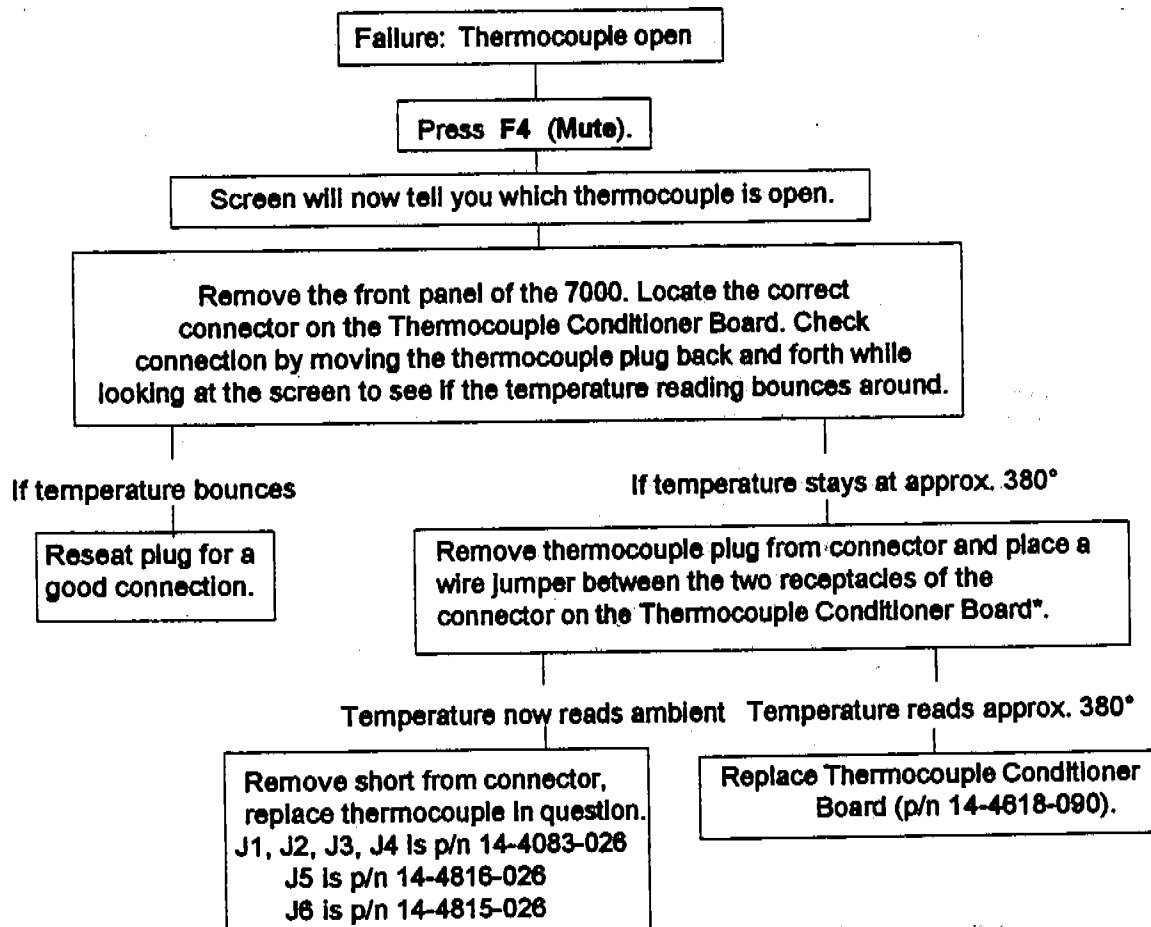 Failure: Thermocouple open
Press F4 (Mute).
Screen will now tell you which thermocouple is open.
Remove the front panel of the 7000. Locate the correct
connector on the Thermocouple Conditioner Board. Check
connection by moving the thermocouple plug back and forth while
looking at the screen to see if the temperature reading bounces around.
If temperature bounces
If temperature stays at approx. 380°
Reseat plug for a
good connection.
Remove thermocouple plug from connector and place a
wire jumper between the two receptacles of the
connector on the Thermocouple Conditioner Board*.
Temperature now reads ambient
Temperature reads approx. 380°
Remove short from connector,
replace thermocouple in question.
J1, J2, J3, J4 is p/n 14-4083-026
J5 is p/n 14-4816-026
J6 is p/n 14-4815-026
Replace Thermocouple Conditioner
Board (p/n 14-4618-090).